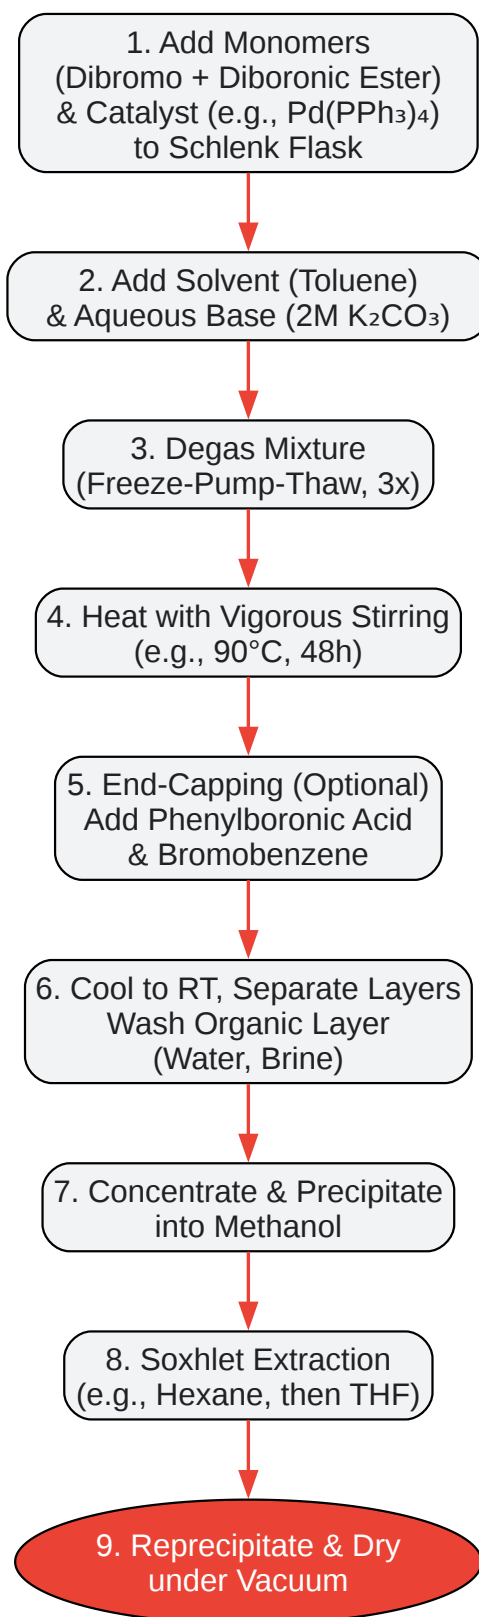 1. Add Monomers
(Dibromo + Diboronic Ester)
& Catalyst (e.g., Pd(PPh₃)₄)
to Schlenk Flask
2. Add Solvent (Toluene)
& Aqueous Base (2M K₂CO₃)
3. Degas Mixture
(Freeze-Pump-Thaw, 3x)
4. Heat with Vigorous Stirring
(e.g., 90°C, 48h)
5. End-Capping (Optional)
Add Phenylboronic Acid
& Bromobenzene
6. Cool to RT, Separate Layers
Wash Organic Layer
(Water, Brine)
7. Concentrate & Precipitate
into Methanol
8. Soxhlet Extraction
(e.g., Hexane, then THF)
9. Reprecipitate & Dry
under Vacuum